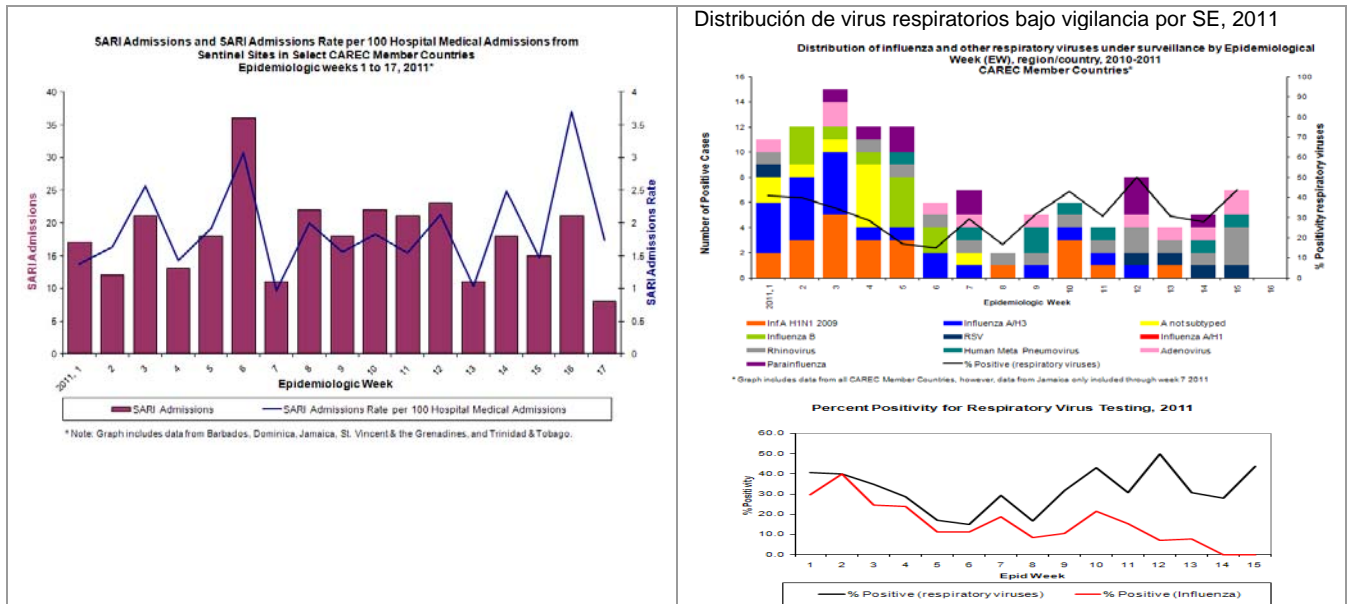 SARI Admissions and SARI Admissions Rate per 100 Hospital Medical Admissions from
Sentinel Sites in Select CAREC Member Countries
Epidemiologic weeks 1 to 17, 2011*
40
35
30
25
20
15
10
5
0
SARI Admissions
4
3.5
3
2.5
2
1.5
1
0.5
0
SARI Admissions Rate
2011, 1 2 3 4 5 6 7 8 9 10 11 12 13 14 15 16 17
Epidemiologic Week
SARI Admissions SARI Admissions Rate per 100 Hospital Medical Admissions
* Note: Graph includes data from Barbados, Dominica, Jamaica, St. Vincent & the Grenadines, and Trinidad & Tobago.
Distribución de virus respiratorios bajo vigilancia por SE, 2011
Distribution of influenza and other respiratory viruses under surveillance by Epidemiological
Week (EW), region/country, 2010-2011
CAREC Member Countries*
16
14
12
10
8
6
4
2
0
Number of Positive Cases
100
90
80
70
60
50
40
30
20
10
0
% Positivity respiratory viruses
2011, 1 2 3 4 5 6 7 8 9 10 11 12 13 14 15 16
Epidemiologic Week
InfA H1N1 2009 Influenza A/H3 A not subtyped
Influenza B RSV Influenza A/H1
Rhinovirus Human Meta Pneumovirus Adenovirus
Parainfluenza % Positive (respiratory viruses)
* Graph includes data from all CAREC Member Countries, however, data from Jamaica only included through week 7 2011
Percent Positivity for Respiratory Virus Testing, 2011
60.0
50.0
40.0
30.0
20.0
10.0
0.0
% Positivity
1 2 3 4 5 6 7 8 9 10 11 12 13 14 15
Epid Week
% Positive (respiratory viruses) % Positive (Influenza)